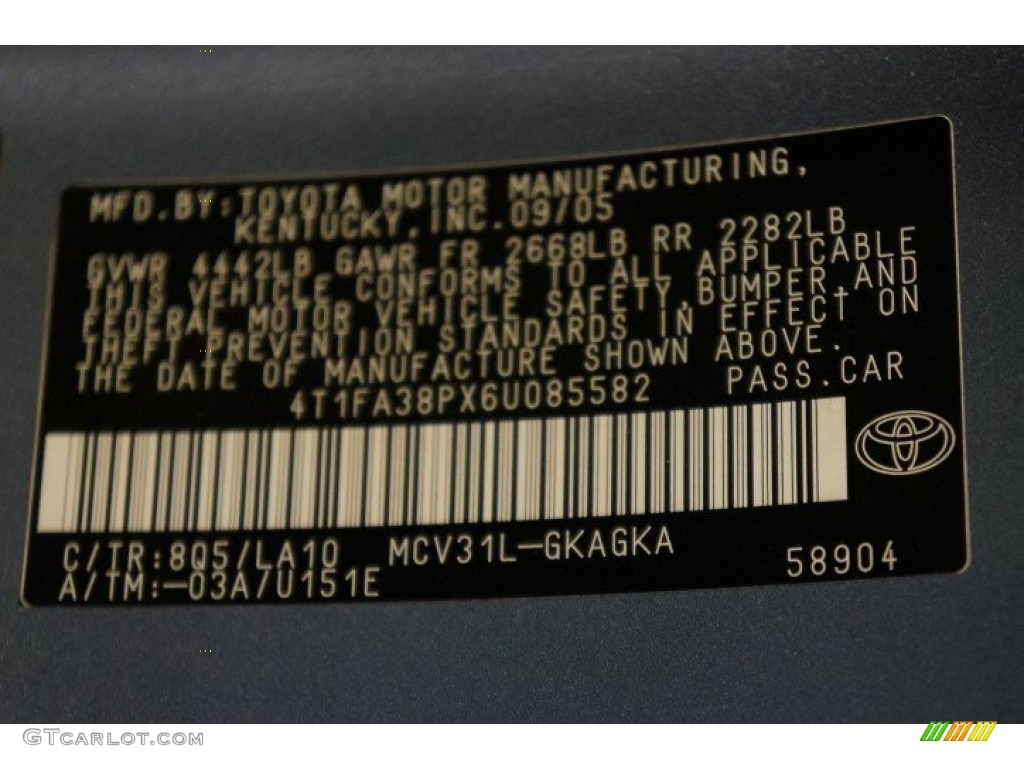 MFD.BY:TOYOTA MOTOR MANUFACTURING,
KENTUCKY,INC.09/05
GVWR 4442LB GAWR FR 2668LB RR 2282LB
THIS VEHICLE CONFORMS TO ALL APPLICABLE
FEDERAL MOTOR VEHICLE SAFETY,BUMPER,AND
THEFT PREVENTION STANDARDS IN EFFECT ON
THE DATE OF MANUFACTURE SHOWN ABOVE.
4T1FA38PX6U085582 PASS.CAR
C/TR:8Q5/LA10 MCV31L-GKAGKA
A/TM:-03A/U151E 58904
GTCarLot.com